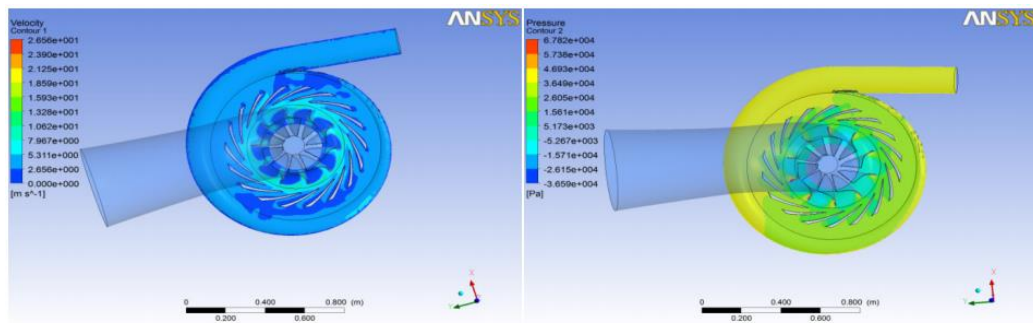 Velocity
Contour 1
2.656e+001
2.390e+001
2.125e+001
1.859e+001
1.593e+001
1.328e+001
1.062e+001
7.967e+000
5.311e+000
2.656e+000
0.000e+000
[m s^-1]
ANSYS
0 0.400 0.800 (m)
0.200 0.600
X
Y
Pressure
Contour 2
6.782e+004
5.738e+004
4.693e+004
3.649e+004
2.605e+004
1.561e+004
5.173e+003
-5.267e+003
-1.571e+004
-2.615e+004
-3.659e+004
[Pa]
ANSYS
0 0.400 0.800 (m)
0.200 0.600
X
Y